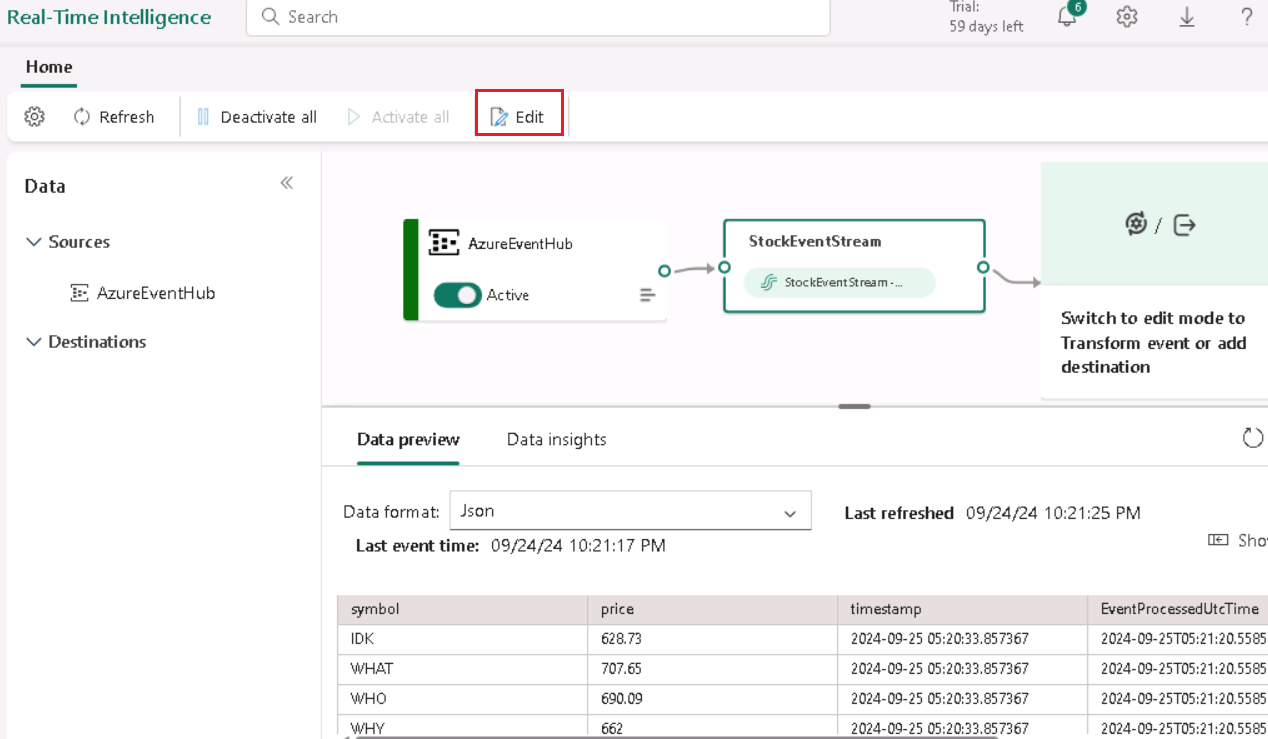 Real-Time Intelligence
Search
Trial:
59 days left
6
?
Home
Refresh
Deactivate all
Activate all
Edit
Data
Sources
AzureEventHub
Destinations
AzureEventHub
Active
StockEventStream
StockEventStream -...
/
Switch to edit mode to
Transform event or add
destination
Data preview
Data insights
Data format:
Json
Last refreshed 09/24/24 10:21:25 PM
Last event time: 09/24/24 10:21:17 PM
symbol price timestamp EventProcessedUtcTime
IDK 628.73 2024-09-25 05:20:33.857367 2024-09-25T05:21:20.5585
WHAT 707.65 2024-09-25 05:20:33.857367 2024-09-25T05:21:20.5585
WHO 690.09 2024-09-25 05:20:33.857367 2024-09-25T05:21:20.5585
WHY 662 2024-09-25 05:20:33.857367 2024-09-25T05:21:20.5585